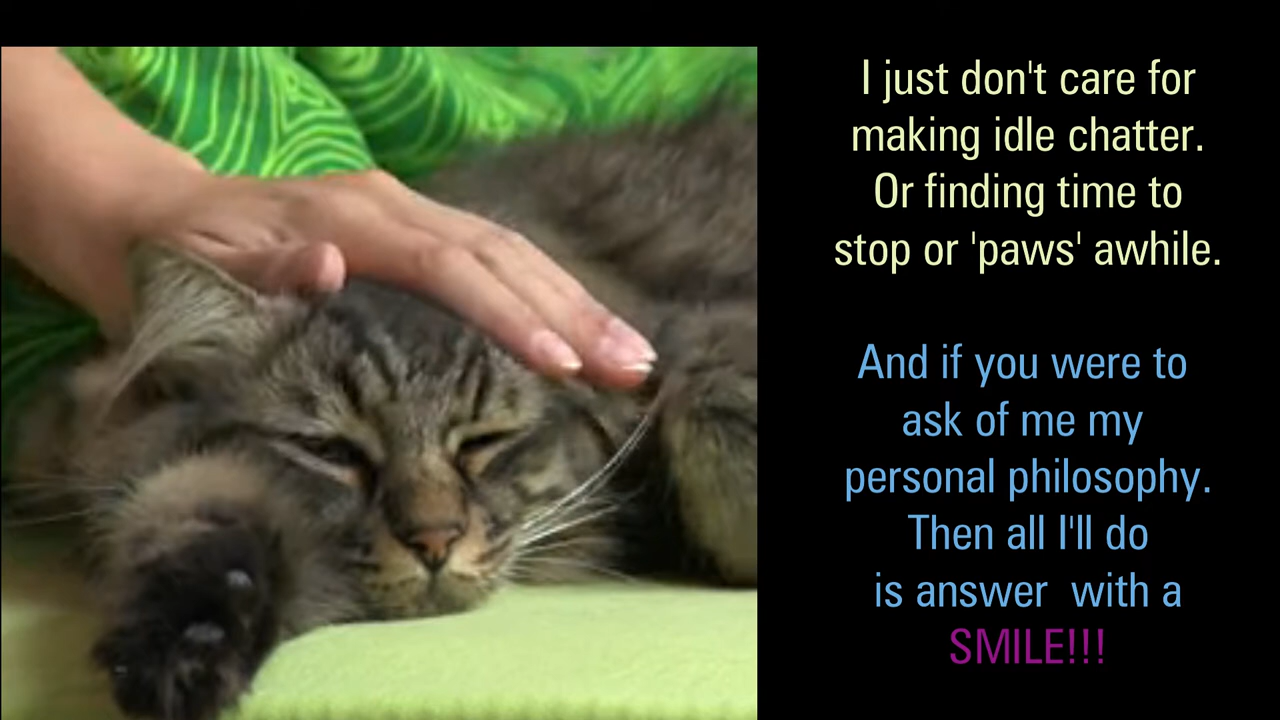 I just don't care for
making idle chatter.
Or finding time to
stop or 'paws' awhile.
And if you were to
ask of me my
personal philosophy.
Then all I'll do
is answer  with a
SMILE!!!